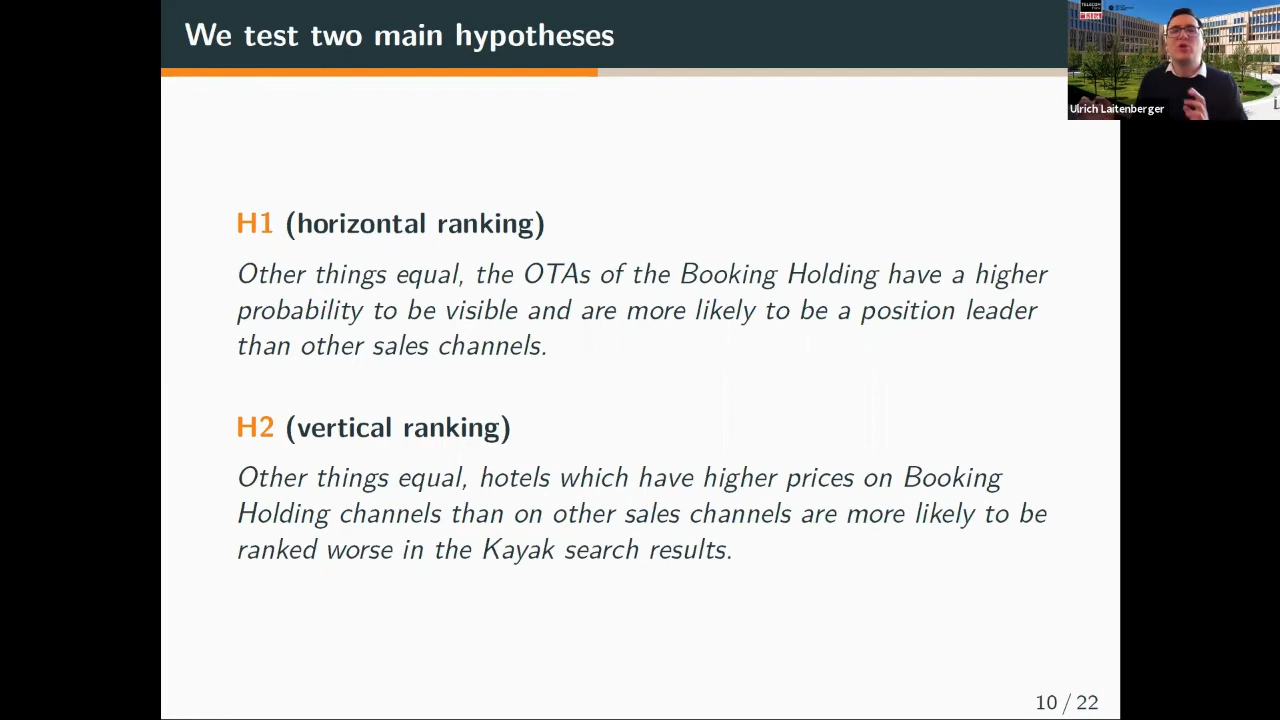 We test two main hypotheses
TELECOM
Ulrich Laitenberger
H1 (horizontal ranking)
Other things equal, the OTAs of the Booking Holding have a higher
probability to be visible and are more likely to be a position leader
than other sales channels.
H2 (vertical ranking)
Other things equal, hotels which have higher prices on Booking
Holding channels than on other sales channels are more likely to be
ranked worse in the Kayak search results.
10 / 22